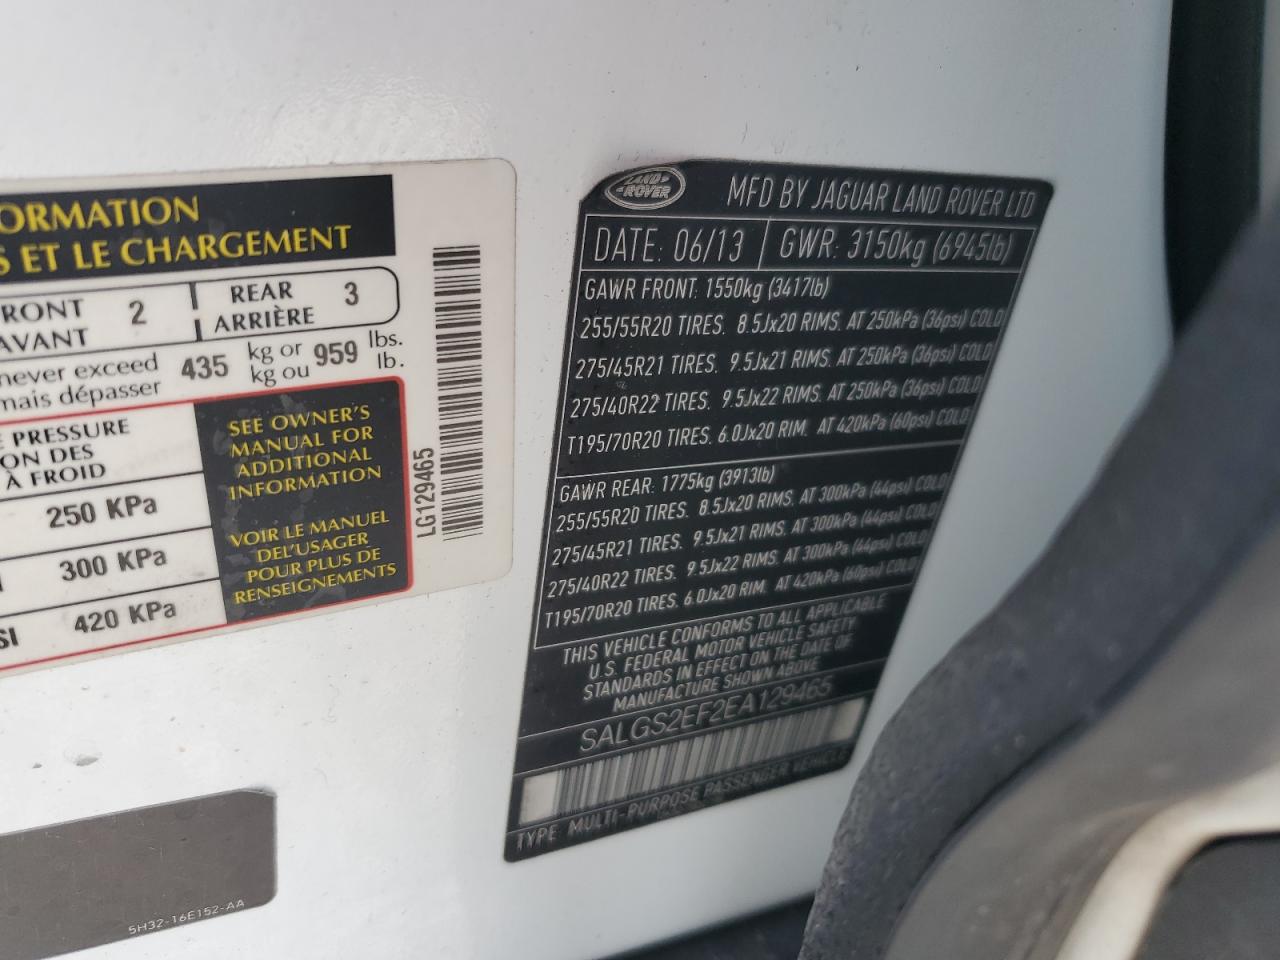 ORMATION
S ET LE CHARGEMENT
RONT 2 REAR 3
AVANT ARRIÈRE
never exceed 435 kg or 959 lbs.
mais dépasser kg ou lb.
PRESSURE
ON DES
À FROID
250 KPa
300 KPa
SI 420 KPa
SEE OWNER'S
MANUAL FOR
ADDITIONAL
INFORMATION
VOIR LE MANUEL
DEL'USAGER
POUR PLUS DE
RENSEIGNEMENTS
LG129465
5H32-16E152-AA
LAND ROVER
MFD BY JAGUAR LAND ROVER LTD
DATE: 06/13 GWR: 3150kg (6945lb)
GAWR FRONT: 1550kg (3417lb)
255/55R20 TIRES. 8.5Jx20 RIMS. AT 250kPa (36psi) COLD
275/45R21 TIRES. 9.5Jx21 RIMS. AT 250kPa (36psi) COLD
275/40R22 TIRES. 9.5Jx22 RIMS. AT 250kPa (36psi) COLD
T195/70R20 TIRES. 6.0Jx20 RIM. AT 420kPa (60psi) COLD
GAWR REAR: 1775kg (3913lb)
255/55R20 TIRES. 8.5Jx20 RIMS. AT 300kPa (44psi) COLD
275/45R21 TIRES. 9.5Jx21 RIMS. AT 300kPa (44psi) COLD
275/40R22 TIRES. 9.5Jx22 RIMS. AT 300kPa (44psi) COLD
T195/70R20 TIRES. 6.0Jx20 RIM. AT 420kPa (60psi) COLD
THIS VEHICLE CONFORMS TO ALL APPLICABLE
U.S. FEDERAL MOTOR VEHICLE SAFETY
STANDARDS IN EFFECT ON THE DATE OF
MANUFACTURE SHOWN ABOVE
SALGS2EF2EA129465
TYPE: MULTI-PURPOSE PASSENGER VEHICLE